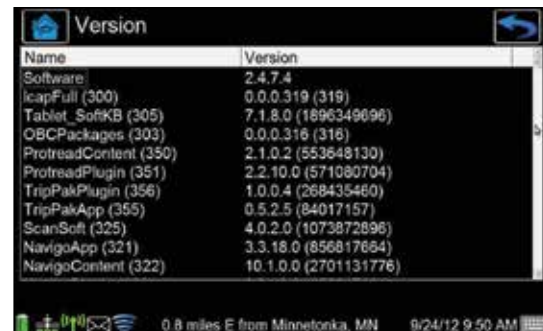 Version
Name Version
Software 2.4.7.4
IcapFull (300) 0.0.0.319 (319)
Tablet_SoftKB (305) 7.1.8.0 (1896349696)
OBCPackages (303) 0.0.0.316 (316)
ProtreadContent (350) 2.1.0.2 (553648130)
ProtreadPlugin (351) 2.2.10.0 (571080704)
TripPakPlugin (356) 1.0.0.4 (268435460)
TripPakApp (355) 0.5.2.5 (84017157)
ScanSoft (325) 4.0.2.0 (1073872896)
NavigoApp (321) 3.3.18.0 (856817664)
NavigoContent (322) 10.1.0.0 (2701131776)
0.8 miles E from Minnetonka, MN 9/24/12 9:50 AM